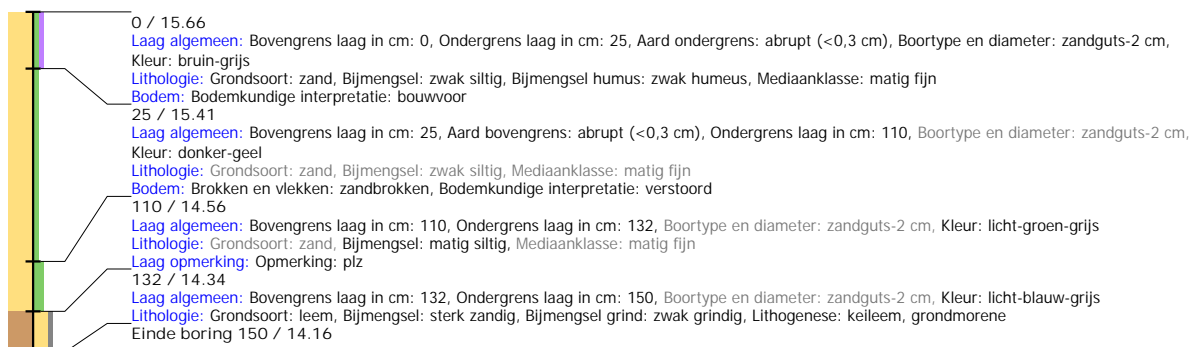 0 / 15.66
Laag algemeen: Bovengrens laag in cm: 0, Ondergrens laag in cm: 25, Aard ondergrens: abrupt (<0,3 cm), Boortype en diameter: zandguts-2 cm,
Kleur: bruin-grijs
Lithologie: Grondsoort: zand, Bijmengsel: zwak siltig, Bijmengsel humus: zwak humeus, Mediaanklasse: matig fijn
Bodem: Bodemkundige interpretatie: bouwvoor
25 / 15.41
Laag algemeen: Bovengrens laag in cm: 25, Aard bovengrens: abrupt (<0,3 cm), Ondergrens laag in cm: 110, Boortype en diameter: zandguts-2 cm,
Kleur: donker-geel
Lithologie: Grondsoort: zand, Bijmengsel: zwak siltig, Mediaanklasse: matig fijn
Bodem: Brokken en vlekken: zandbrokken, Bodemkundige interpretatie: verstoord
110 / 14.56
Laag algemeen: Bovengrens laag in cm: 110, Ondergrens laag in cm: 132, Boortype en diameter: zandguts-2 cm, Kleur: licht-groen-grijs
Lithologie: Grondsoort: zand, Bijmengsel: matig siltig, Mediaanklasse: matig fijn
Laag opmerking: Opmerking: plz
132 / 14.34
Laag algemeen: Bovengrens laag in cm: 132, Ondergrens laag in cm: 150, Boortype en diameter: zandguts-2 cm, Kleur: licht-blauw-grijs
Lithologie: Grondsoort: leem, Bijmengsel: sterk zandig, Bijmengsel grind: zwak grindig, Lithogenese: keileem, grondmorene
Einde boring 150 / 14.16